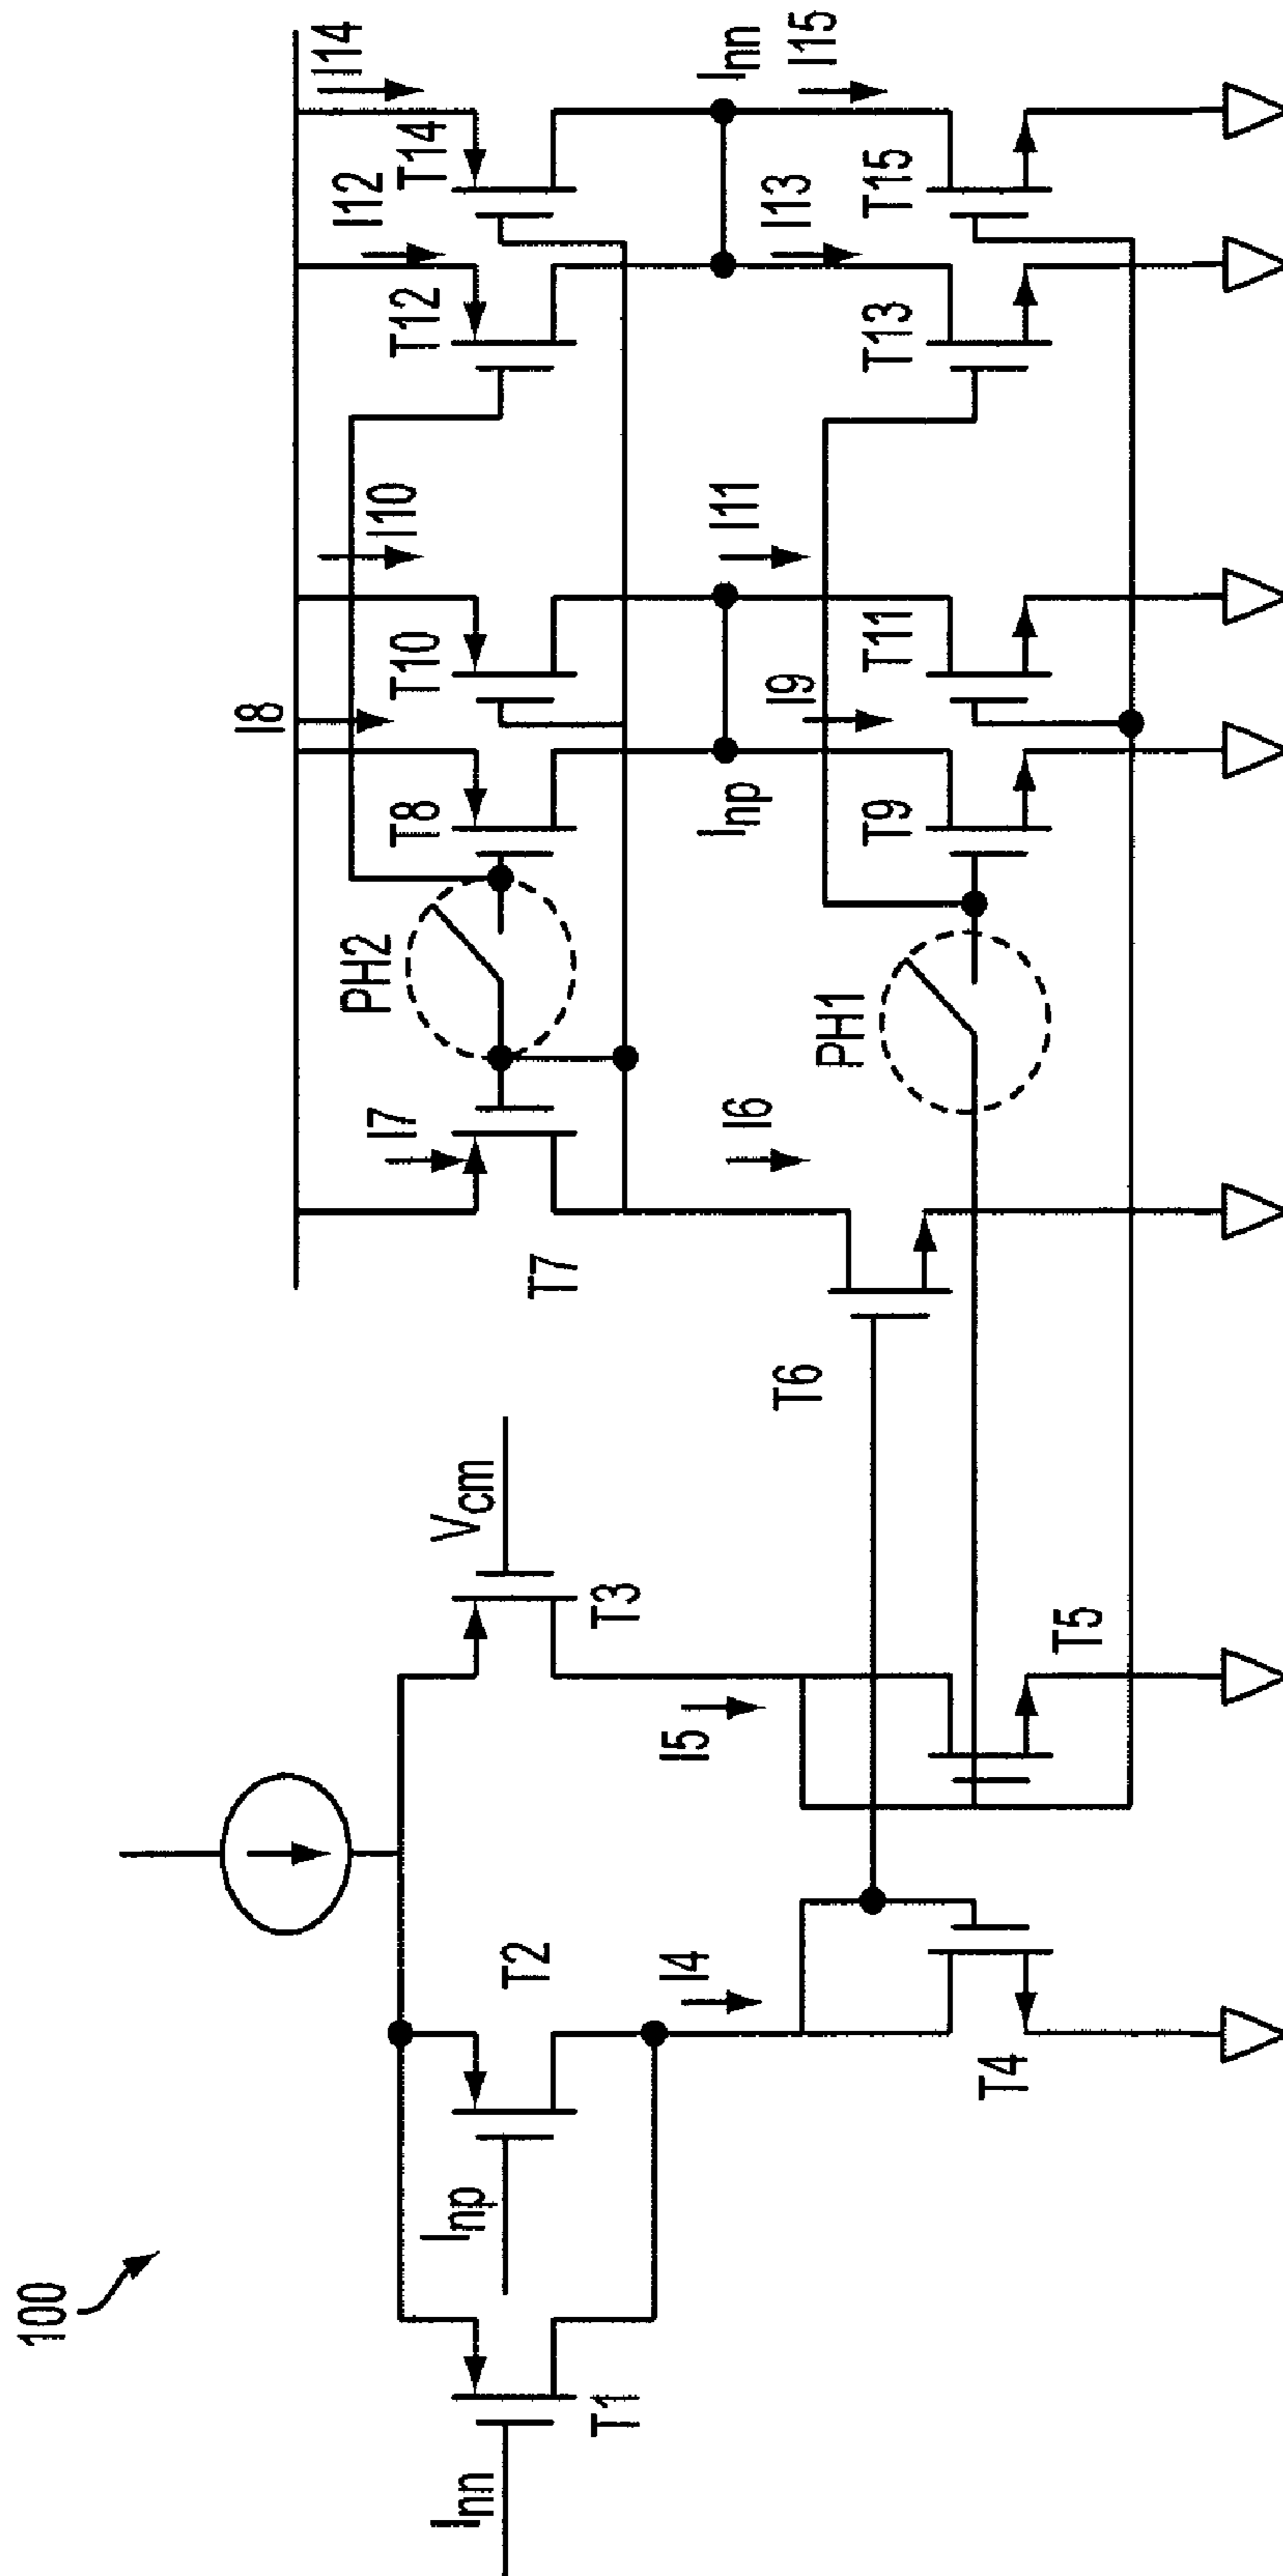 100
Inn
T1
Inp
T2
I4
T4
Vcm
T3
I5
T5
T6
I7
T7
I6
PH2
PH1
I8
T8
Inp
I9
T9
I10
T10
I11
T11
I12
T12
I13
T13
I14
T14
Inn
I15
T15